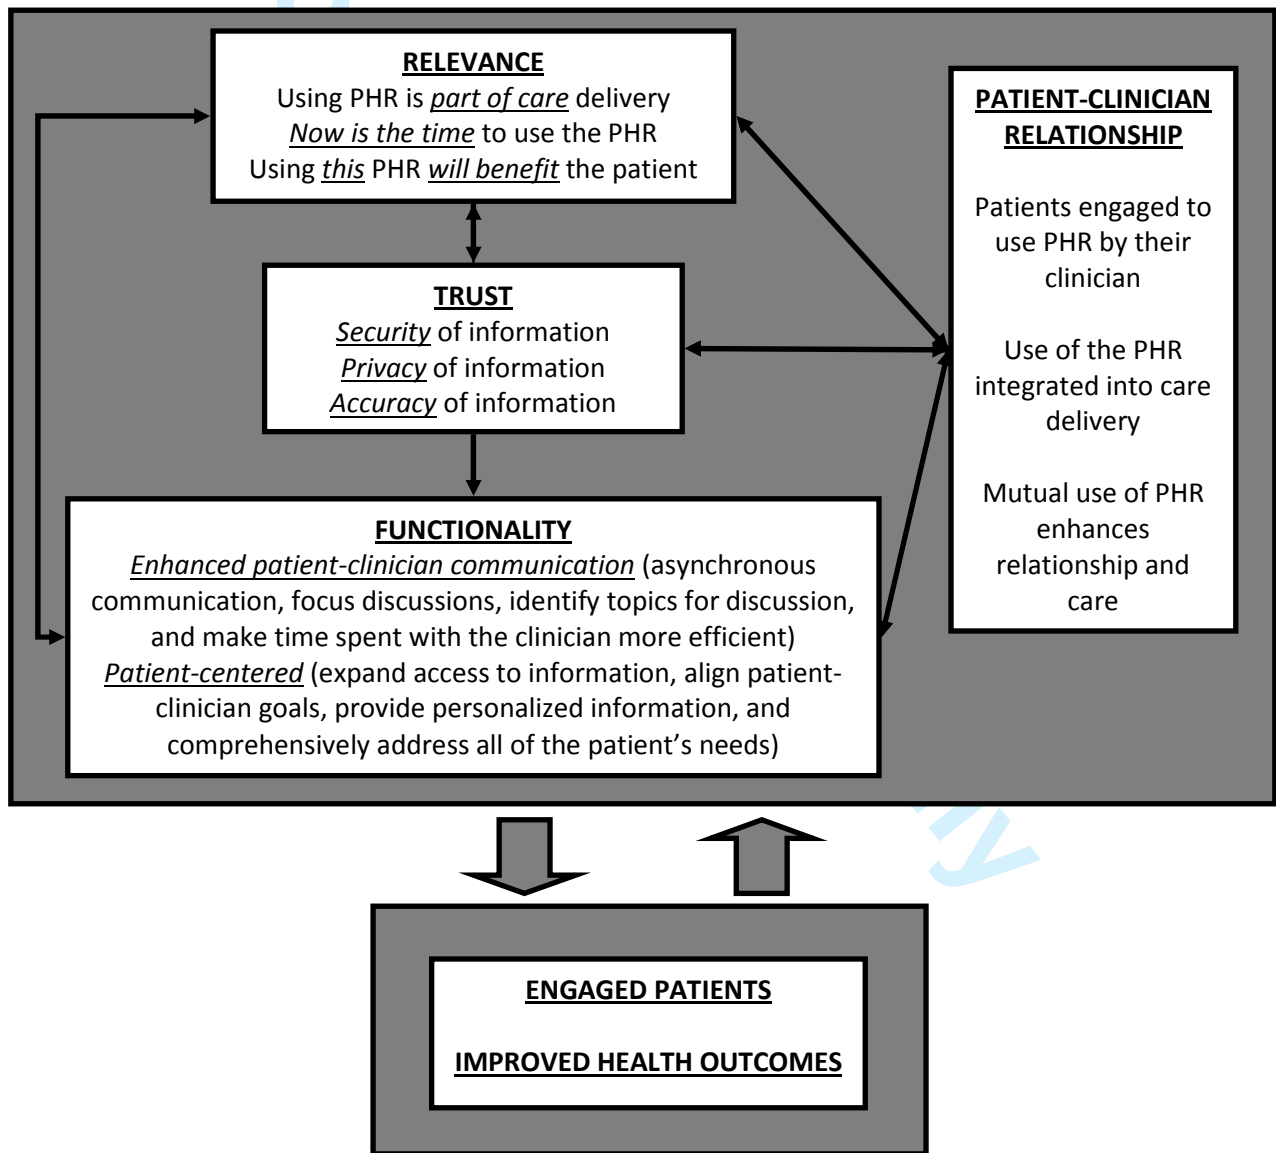 RELEVANCE
Using PHR is part of care delivery
Now is the time to use the PHR
Using this PHR will benefit the patient
TRUST
Security of information
Privacy of information
Accuracy of information
FUNCTIONALITY
Enhanced patient-clinician communication (asynchronous
communication, focus discussions, identify topics for discussion,
and make time spent with the clinician more efficient)
Patient-centered (expand access to information, align patient-
clinician goals, provide personalized information, and
comprehensively address all of the patient’s needs)
PATIENT-CLINICIAN
RELATIONSHIP
Patients engaged to
use PHR by their
clinician
Use of the PHR
integrated into care
delivery
Mutual use of PHR
enhances
relationship and
care
ENGAGED PATIENTS
IMPROVED HEALTH OUTCOMES